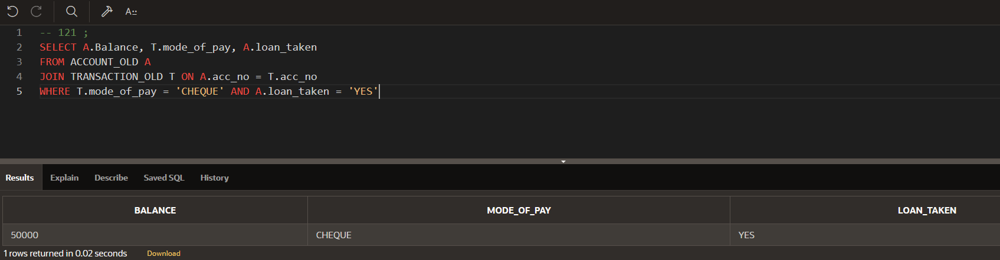 A
1 -- 121 ;
2 SELECT A.Balance, T.mode_of_pay, A.loan_taken
3 FROM ACCOUNT_OLD A
4 JOIN TRANSACTION_OLD T ON A.acc_no = T.acc_no
5 WHERE T.mode_of_pay = 'CHEQUE' AND A.loan_taken = 'YES'
Results Explain Describe Saved SQL History
BALANCE MODE_OF_PAY LOAN_TAKEN
50000 CHEQUE YES
1 rows returned in 0.02 seconds Download